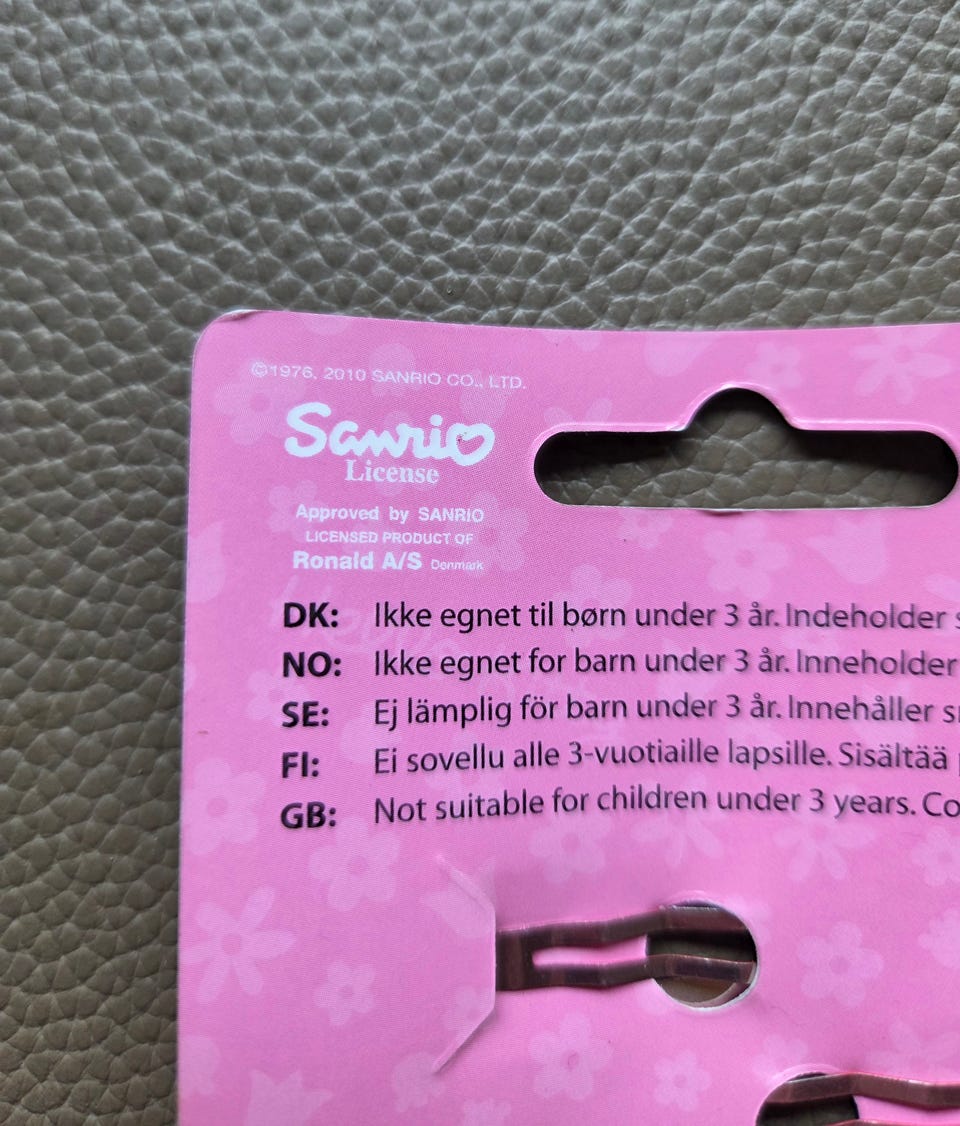 ©1976, 2010 SANRIO CO., LTD.
Sanrio
License
Approved by SANRIO
LICENSED PRODUCT OF
Ronald A/S Denmark
DK: Ikke egnet til børn under 3 år. Indeholder
NO: Ikke egnet for barn under 3 år. Inneholder
SE: Ej lämplig för barn under 3 år. Innehåller
FI: Ei sovellu alle 3-vuotiaille lapsille. Sisältää
GB: Not suitable for children under 3 years.